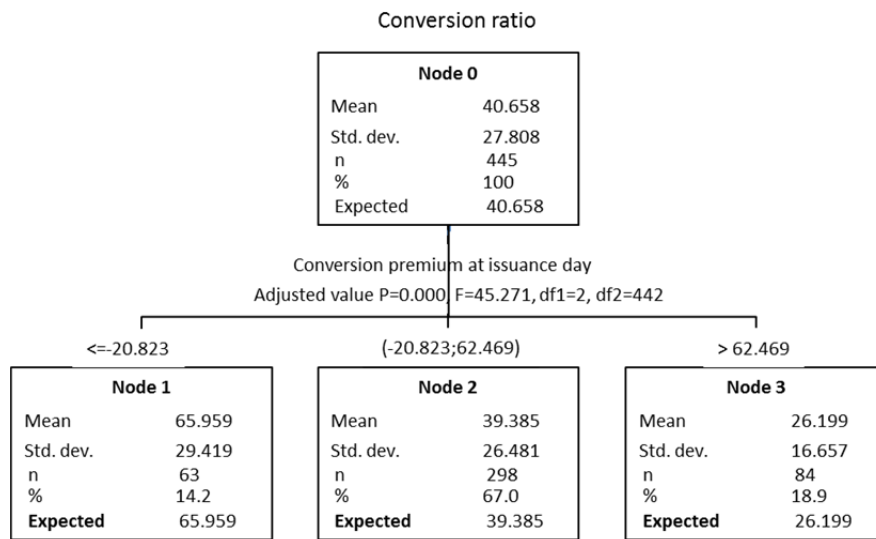 Conversion ratio
Node 0
Mean 40.658
Std. dev. 27.808
n 445
% 100
Expected 40.658
Conversion premium at issuance day
Adjusted value P=0.000, F=45.271, df1=2, df2=442
<=-20.823
(-20.823;62.469)
> 62.469
Node 1
Mean 65.959
Std. dev. 29.419
n 63
% 14.2
Expected 65.959
Node 2
Mean 39.385
Std. dev. 26.481
n 298
% 67.0
Expected 39.385
Node 3
Mean 26.199
Std. dev. 16.657
n 84
% 18.9
Expected 26.199